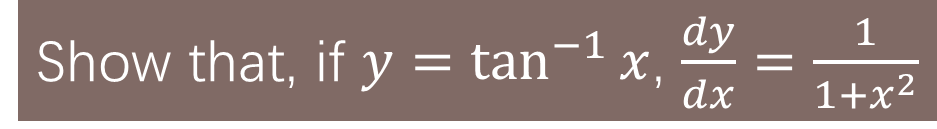 Show that, if y = tan⁻¹ x, dy/dx = 1/(1+x²)